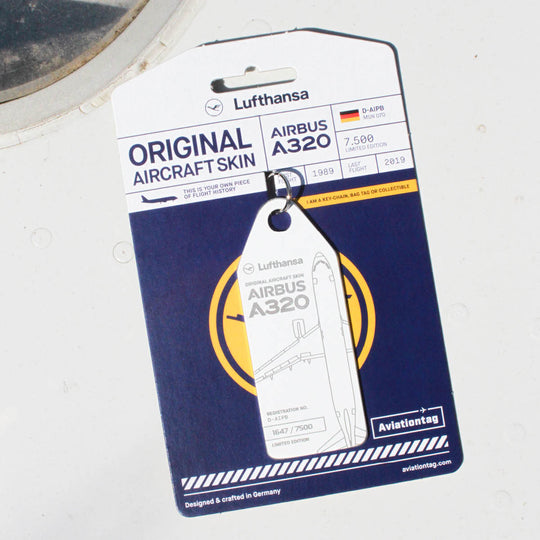 Lufthansa
ORIGINAL
AIRCRAFT SKIN
AIRBUS
A320
D-AIPB
MSN 070
7.500
LIMITED EDITION
THIS IS YOUR OWN PIECE
OF FLIGHT HISTORY
FLIGHT
1989
LAST
FLIGHT
2019
I AM A KEY-CHAIN, BAG TAG OR COLLECTIBLE
Lufthansa
ORIGINAL AIRCRAFT SKIN
AIRBUS
A320
REGISTRATION NO.
D-AIPB
1647 / 7500
LIMITED EDITION
Aviationtag
aviationtag.com
Designed & crafted in Germany